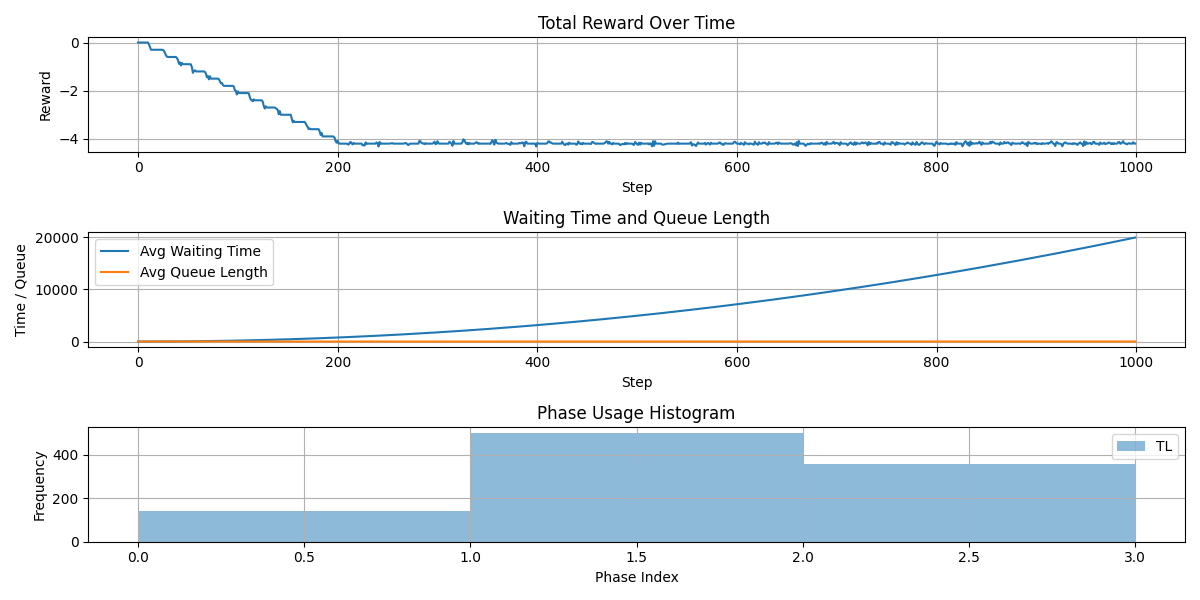 Total Reward Over Time
0
−2
−4
Reward
0 200 400 600 800 1000
Step
Waiting Time and Queue Length
20000
10000
0
Time / Queue
Avg Waiting Time
Avg Queue Length
0 200 400 600 800 1000
Step
Phase Usage Histogram
400
200
0
Frequency
TL
0.0 0.5 1.0 1.5 2.0 2.5 3.0
Phase Index